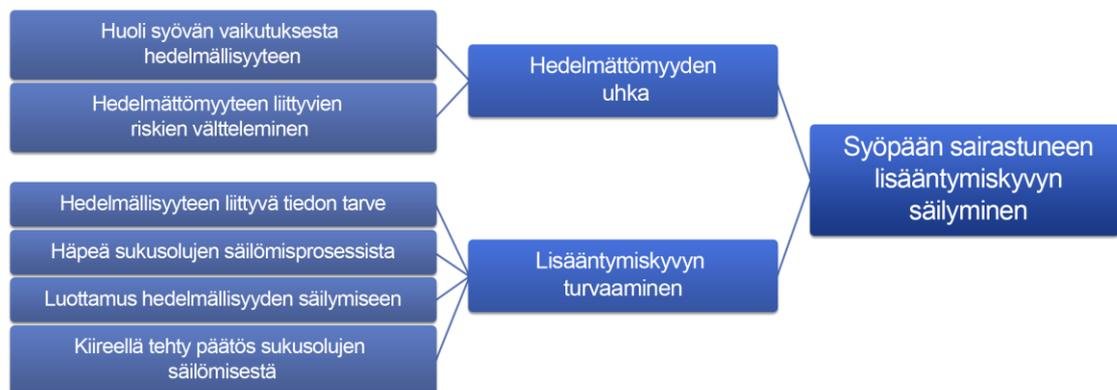 Huoli syövän vaikutuksesta
hedelmällisyyteen
Hedelmättömyyteen liittyvien
riskien vältteleminen
Hedelmättömyyden
uhka
Hedelmällisyyteen liittyvä tiedon tarve
Häpeä sukusolujen säilömisprosessista
Luottamus hedelmällisyyden säilymiseen
Kiireellä tehty päätös sukusolujen
säilömisestä
Lisääntymiskyvyn
turvaaminen
Syöpään sairastuneen
lisääntymiskyvyn
säilyminen